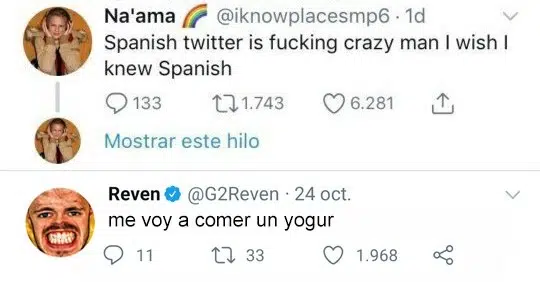 Na'ama 🌈 @iknowplacesmp6 · 1d
Spanish twitter is fucking crazy man I wish I
knew Spanish
133 1.743 6.281
Mostrar este hilo
Reven @G2Reven · 24 oct.
me voy a comer un yogur
11 33 1.968